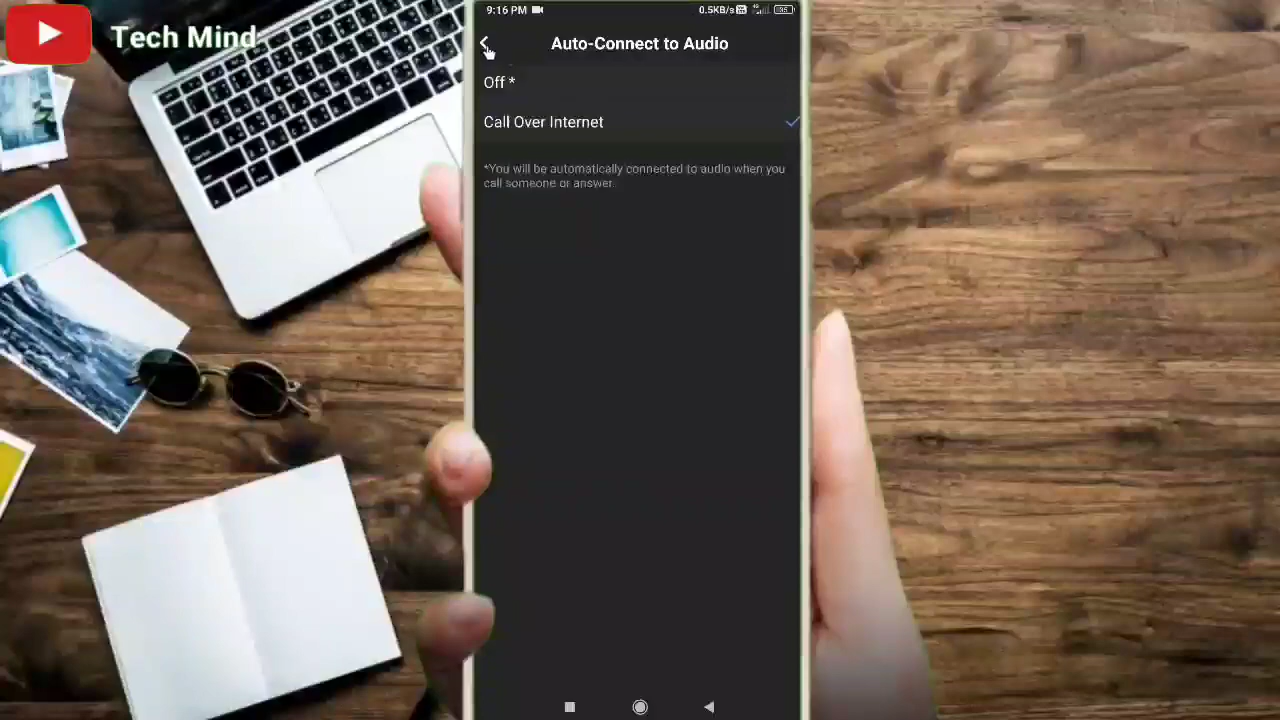 Tech Mind
9:16 PM
0.5KB/s
Auto-Connect to Audio
Off *
Call Over Internet
*You will be automatically connected to audio when you
call someone or answer.